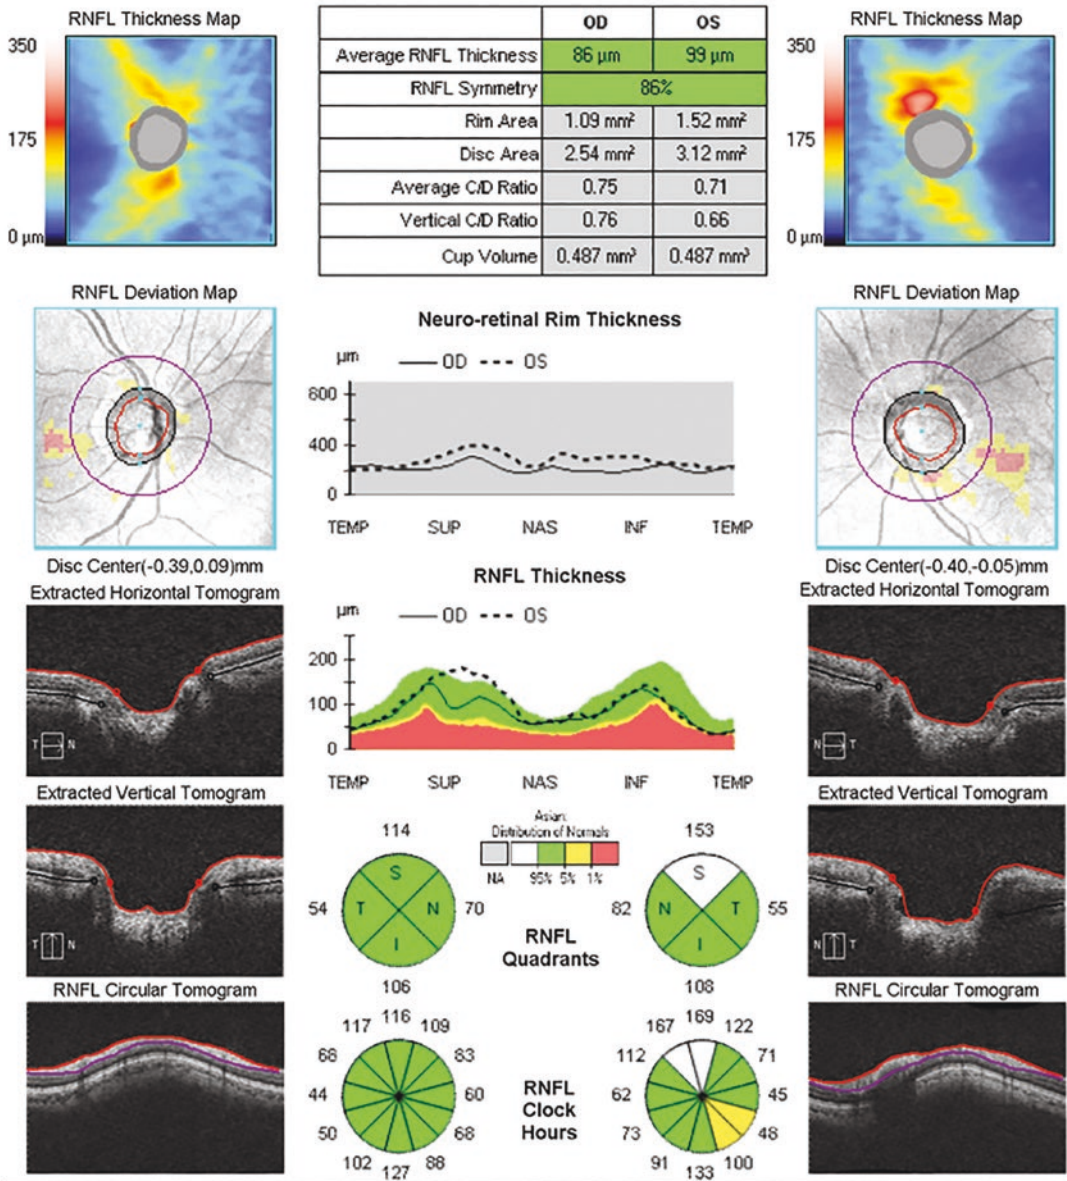 RNFL Thickness Map
350
175
0 µm
OD OS
Average RNFL Thickness 86 µm 99 µm
RNFL Symmetry 86%
Rim Area 1.09 mm² 1.52 mm²
Disc Area 2.54 mm² 3.12 mm²
Average C/D Ratio 0.75 0.71
Vertical C/D Ratio 0.76 0.66
Cup Volume 0.487 mm³ 0.487 mm³
RNFL Thickness Map
350
175
0 µm
RNFL Deviation Map
Disc Center(-0.39,0.09)mm
Neuro-retinal Rim Thickness
µm OD OS
600
400
200
0
TEMP SUP NAS INF TEMP
RNFL Deviation Map
Disc Center(-0.40,-0.05)mm
Extracted Horizontal Tomogram
T N
RNFL Thickness
µm OD OS
200
100
0
TEMP SUP NAS INF TEMP
Extracted Horizontal Tomogram
N T
Extracted Vertical Tomogram
T N
Asian:
Distribution of Normals
NA 95% 5% 1%
114
S
54 T N 70
I
106
RNFL
Quadrants
153
S
82 N T 55
I
108
Extracted Vertical Tomogram
N T
RNFL Circular Tomogram
116
117 109
68 83
44 60
50 68
102 88
127
RNFL
Clock
Hours
169
167 122
112 71
62 45
73 48
91 100
133
RNFL Circular Tomogram